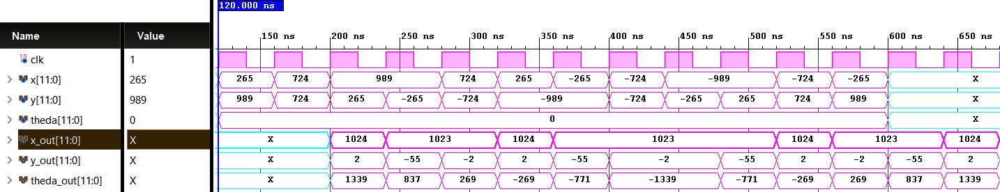 120.000 ns
Name Value 150 ns 200 ns 250 ns 300 ns 350 ns 400 ns 450 ns 500 ns 550 ns 600 ns 650 ns
clk 1
x[11:0] 265 265 724 989 724 265 -265 -724 -989 -724 -265 X
y[11:0] 989 989 724 265 -265 -724 -989 -724 -265 265 724 989 X
theda[11:0] 0 0 X
x_out[11:0] X X 1024 1023 1024 1023 1024 1023 1024
y_out[11:0] X X 2 -55 -2 2 -55 -2 -55 2 -2 -55 2
theda_out[11:0] X X 1339 837 269 -269 -771 -1339 -771 -269 269 837 1339